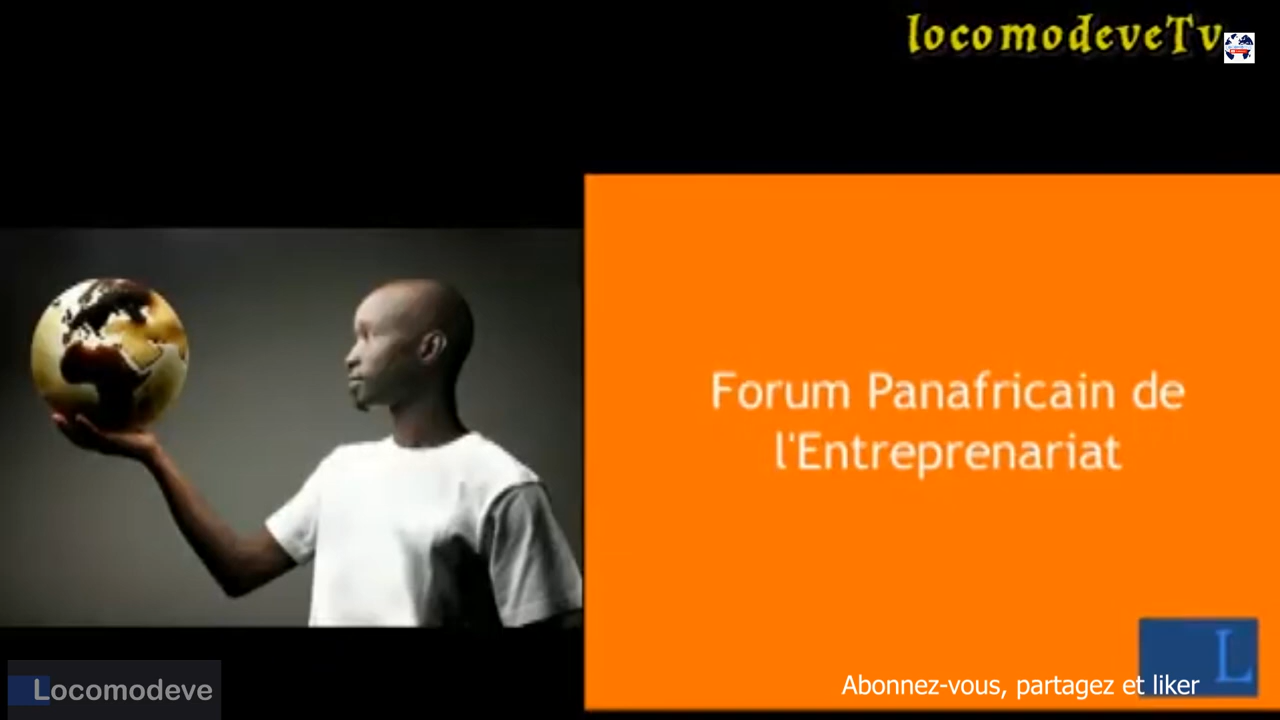 locomodeveTv
Forum Panafricain de
l'Entreprenariat
L
Abonnez-vous, partagez et liker
Locomodeve